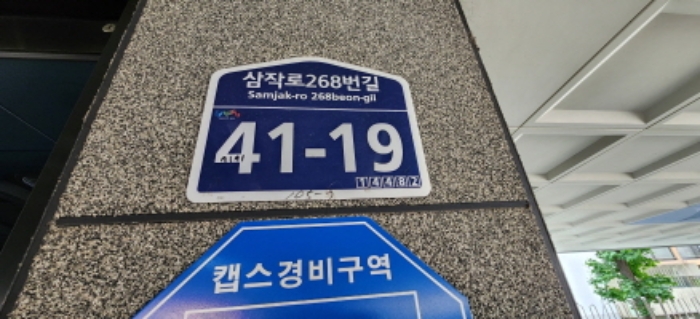 삼작로268번길
Samjak-ro 268beon-gil
41-19
14482
캡스경비구역